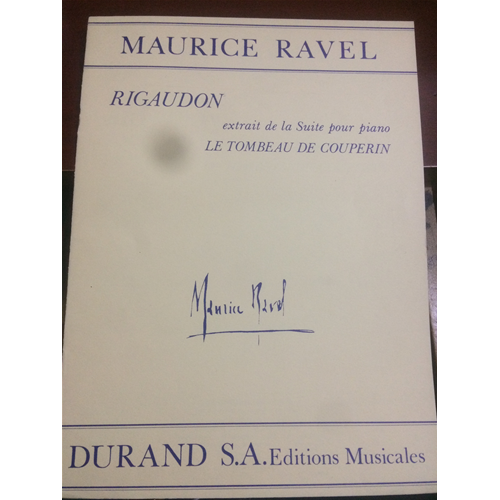 MAURICE RAVEL
RIGAUDON
extrait de la Suite pour piano
LE TOMBEAU DE COUPERIN
Maurice Ravel
DURAND S.A. Editions Musicales